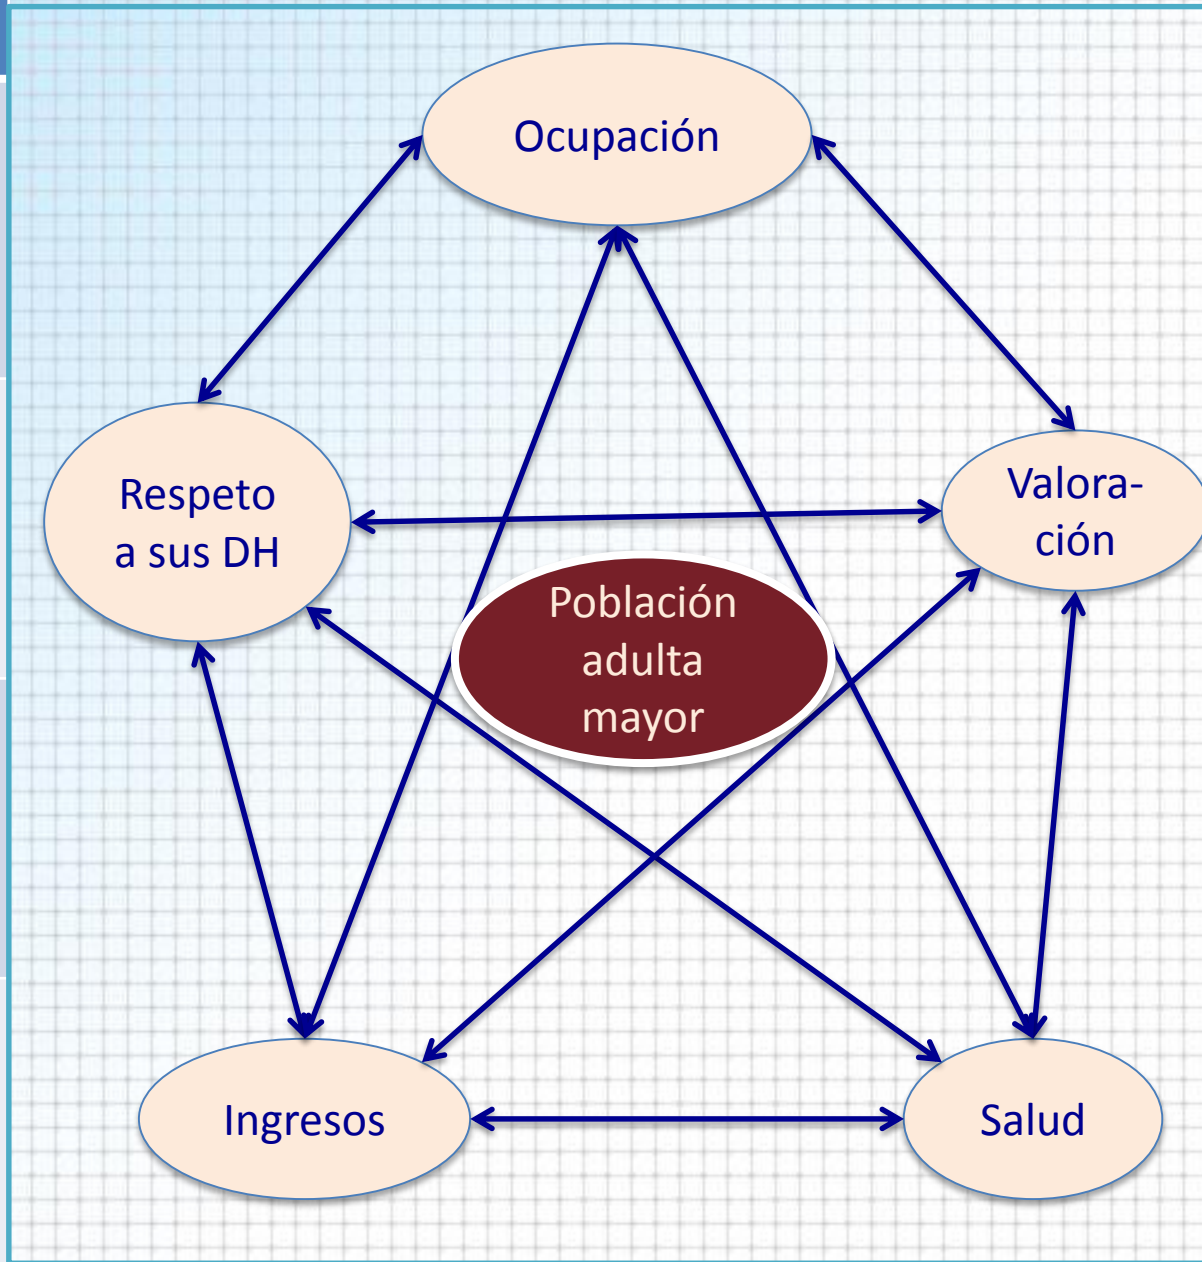 Ocupación
Respeto
a sus DH
Valora-
ción
Población
adulta
mayor
Ingresos
Salud